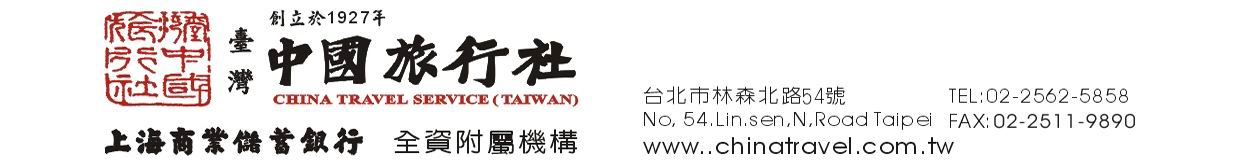 創立於1927年
臺灣 中國旅行社
CHINA TRAVEL SERVICE (TAIWAN)
上海商業儲蓄銀行 全資附屬機構
台北市林森北路54號 TEL:02-2562-5858
No, 54.Lin.sen,N,Road Taipei FAX:02-2511-9890
www..chinatravel.com.tw